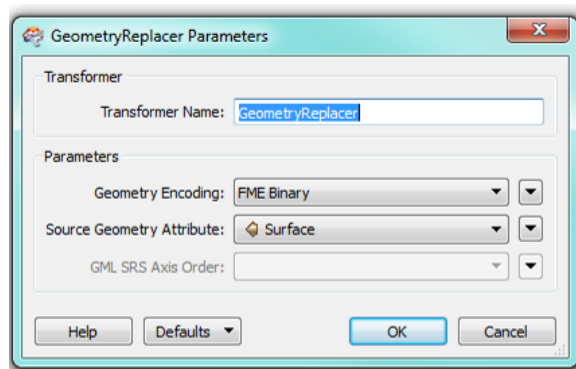 GeometryReplacer Parameters
Transformer
Transformer Name: GeometryReplacer
Parameters
Geometry Encoding: FME Binary
Source Geometry Attribute: Surface
GML SRS Axis Order:
Help Defaults OK Cancel